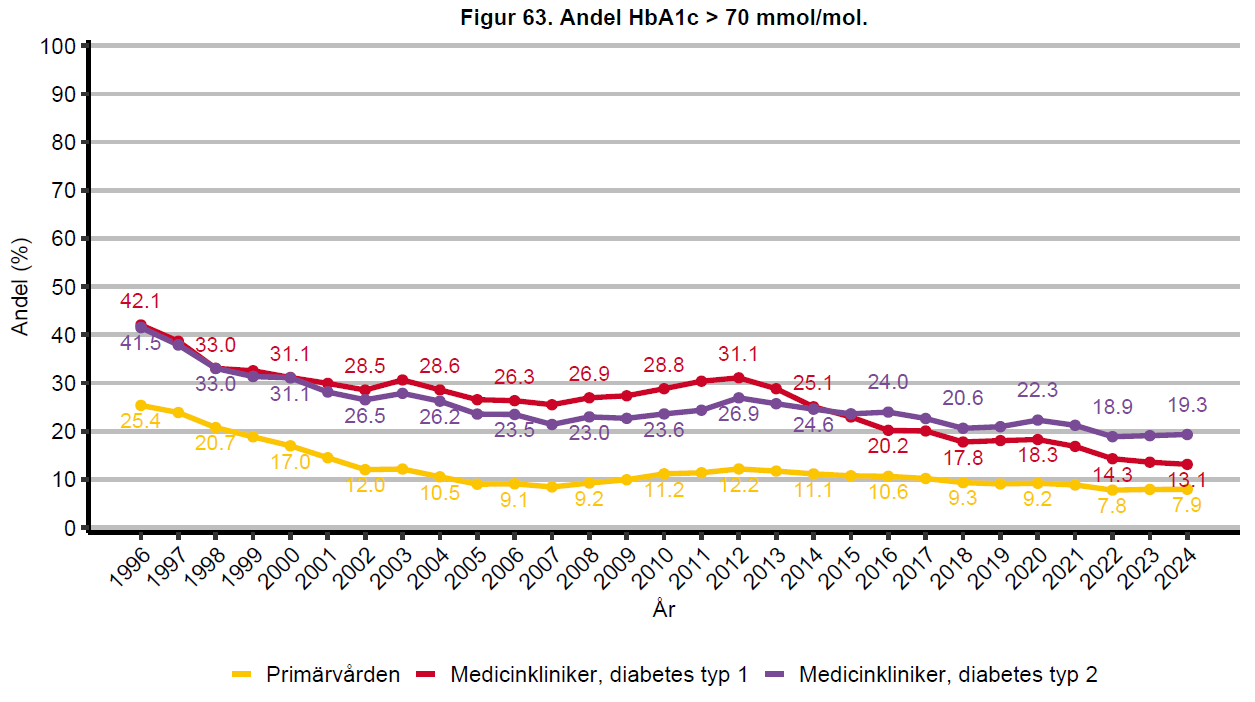 Figur 63. Andel HbA1c > 70 mmol/mol.
Andel (%)
100
90
80
70
60
50
40
30
20
10
0
42.1 33.0 31.1 28.5 28.6 26.3 26.9 28.8 31.1 25.1 20.2 17.8 18.3 14.3 13.1
41.5 33.0 31.1 26.5 26.2 23.5 23.0 23.6 26.9 24.6 24.0 20.6 22.3 18.9 19.3
25.4 20.7 17.0 12.0 10.5 9.1 9.2 11.2 12.2 11.1 10.6 9.3 9.2 7.8 7.9
1996 1997 1998 1999 2000 2001 2002 2003 2004 2005 2006 2007 2008 2009 2010 2011 2012 2013 2014 2015 2016 2017 2018 2019 2020 2021 2022 2023 2024
År
Primärvården Medicinkliniker, diabetes typ 1 Medicinkliniker, diabetes typ 2